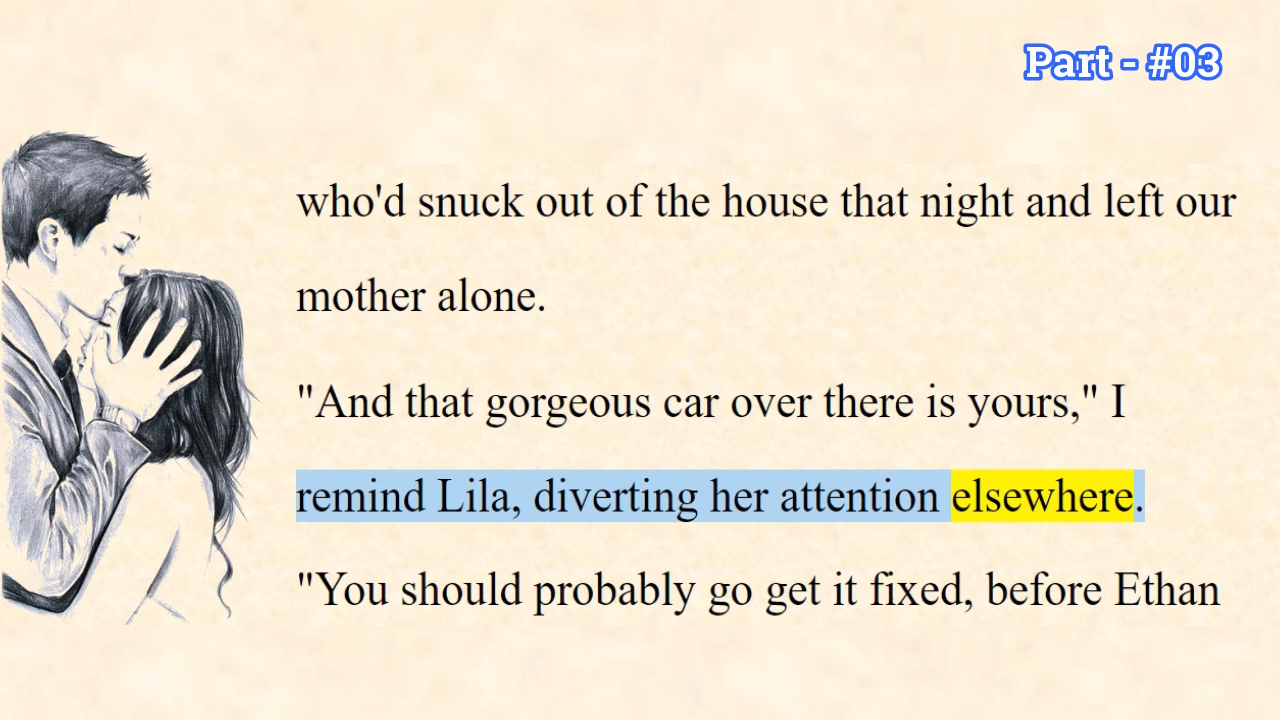 Part - #03
who'd snuck out of the house that night and left our
mother alone.
"And that gorgeous car over there is yours," I
remind Lila, diverting her attention elsewhere.
"You should probably go get it fixed, before Ethan